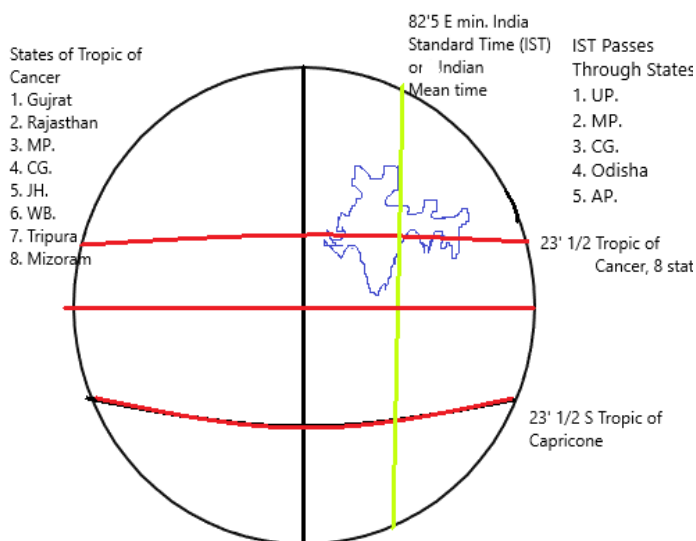 States of Tropic of
Cancer
1. Gujrat
2. Rajasthan
3. MP.
4. CG.
5. JH.
6. WB.
7. Tripura
8. Mizoram
82'5 E min. India
Standard Time (IST)
or Indian
Mean time
IST Passes
Through States
1. UP.
2. MP.
3. CG.
4. Odisha
5. AP.
23' 1/2 Tropic of
Cancer, 8 stat
23' 1/2 S Tropic of
Capricone